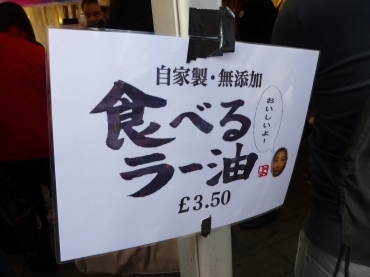 自家製・無添加
食べる
ラー油
おいしいよ!
£3.50